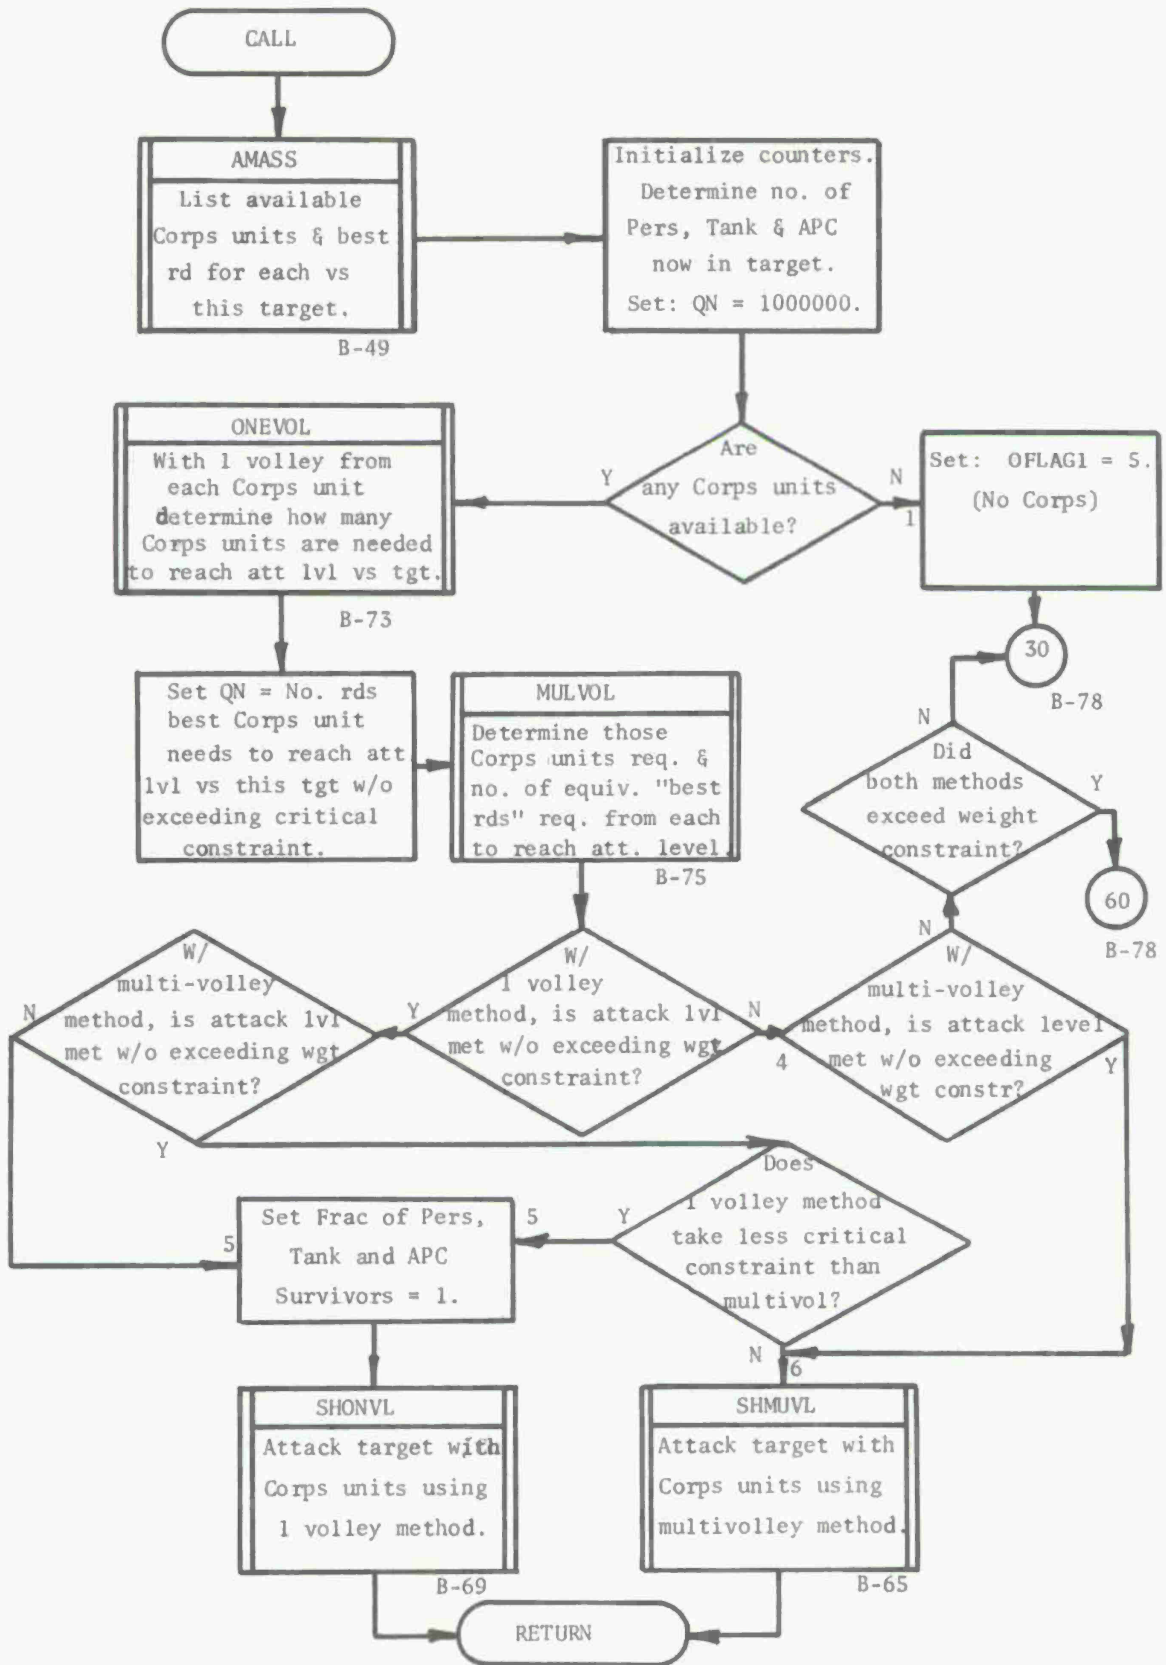 CALL
AMASS
List available
Corps units & best
rd for each vs
this target.
B-49
Initialize counters.
Determine no. of
Pers, Tank & APC
now in target.
Set: QN = 1000000.
Are
any Corps units
available?
Y
N
1
Set: OFLAG1 = 5.
(No Corps)
30
B-78
ONEVOL
With 1 volley from
each Corps unit
determine how many
Corps units are needed
to reach att lvl vs tgt.
B-73
Set QN = No. rds
best Corps unit
needs to reach att
lvl vs this tgt w/o
exceeding critical
constraint.
MULVOL
Determine those
Corps units req. &
no. of equiv. "best
rds" req. from each
to reach att. level.
B-75
N
Did
both methods
exceed weight
constraint?
Y
60
B-78
W/
multi-volley
method, is attack lvl
met w/o exceeding wgt
constraint?
N
Y
W/
1 volley
method, is attack lvl
met w/o exceeding wgt
constraint?
Y
N
4
N
W/
multi-volley
method, is attack level
met w/o exceeding
wgt constr?
Y
Does
1 volley method
take less critical
constraint than
multivol?
Y
5
N
6
5
Set Frac of Pers,
Tank and APC
Survivors = 1.
SHONVL
Attack target with
Corps units using
1 volley method.
B-69
SHMUVL
Attack target with
Corps units using
multivolley method.
B-65
RETURN